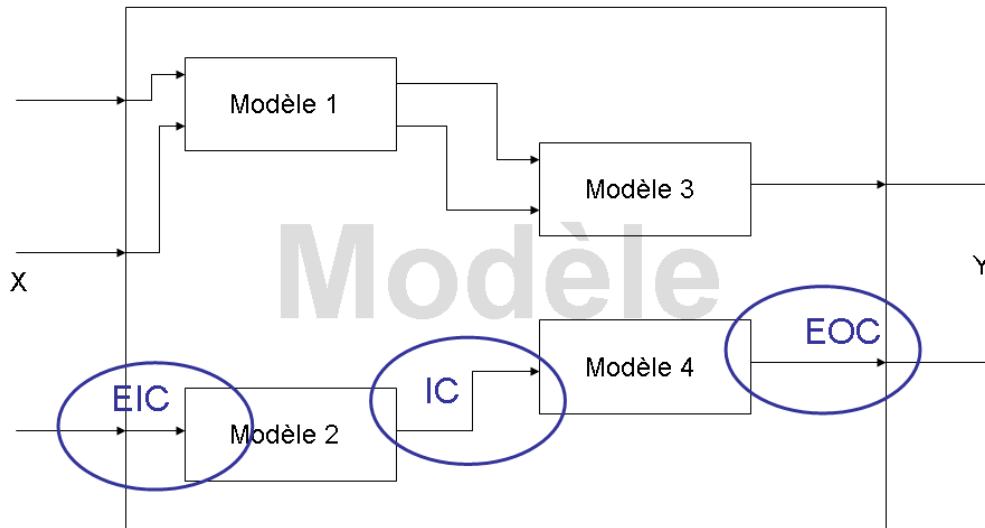 Modèle 1
Modèle 3
Modèle
X
Y
EOC
Modèle 4
IC
EIC
Modèle 2